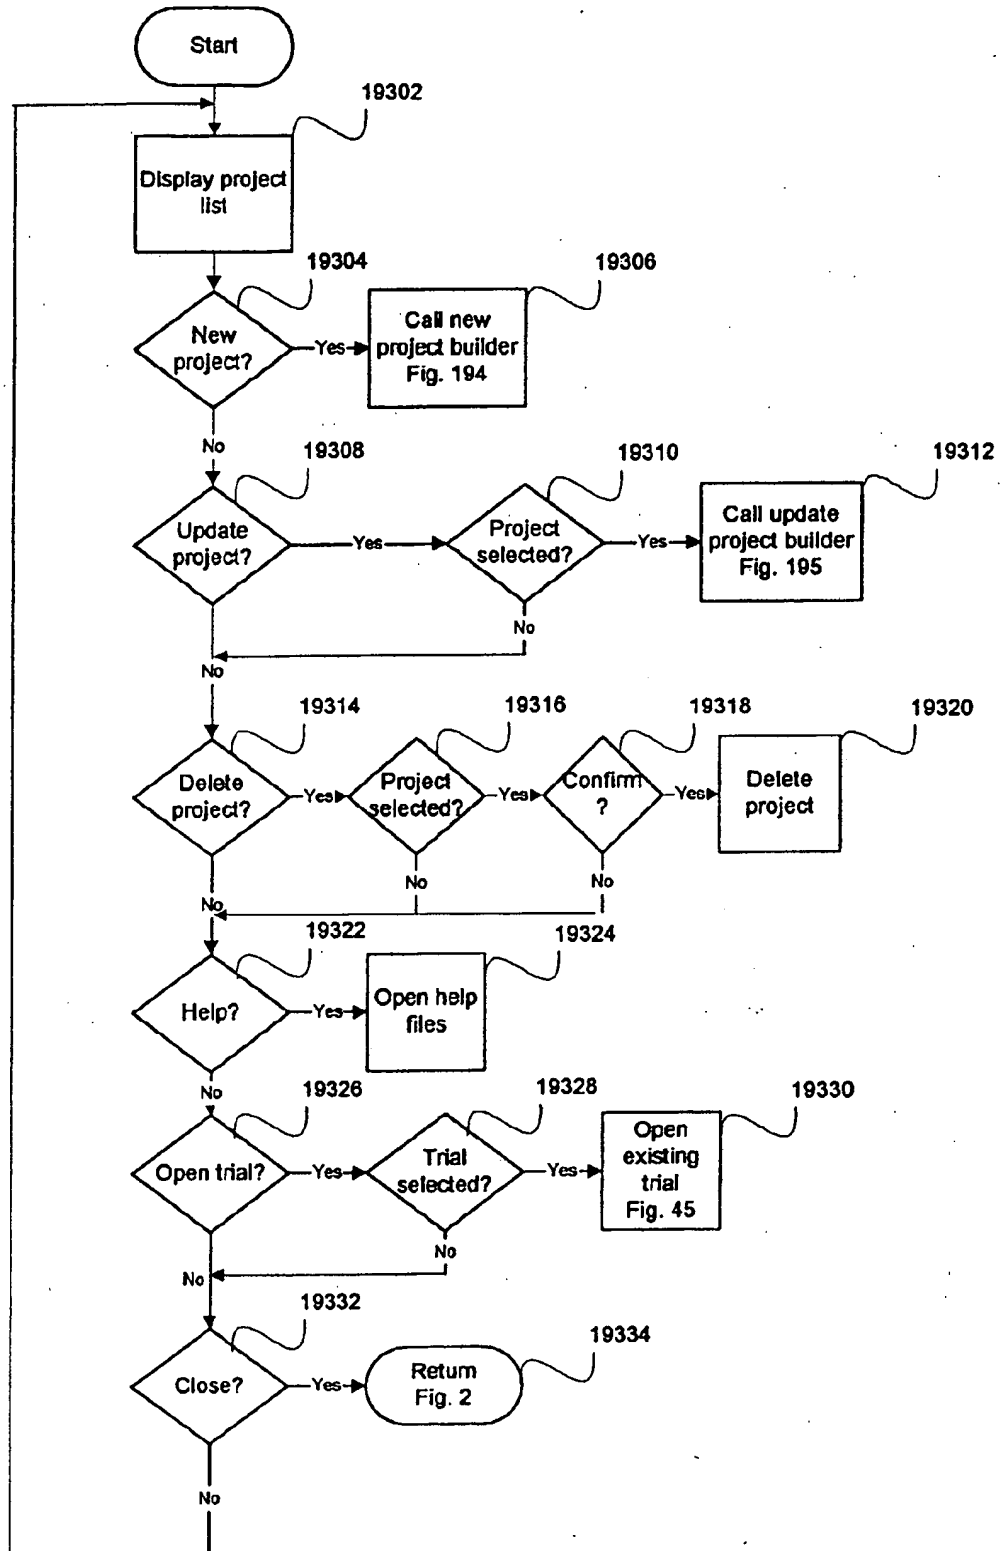 Start
19302
Display project
list
19304
19306
New
project?
Yes
Call new
project builder
Fig. 194
No
19308
19310
19312
Update
project?
Yes
Project
selected?
Yes
Call update
project builder
Fig. 195
No
No
19314
19316
19318
19320
Delete
project?
Yes
Project
selected?
Yes
Confirm
?
Yes
Delete
project
No
No
No
19322
19324
Help?
Yes
Open help
files
No
19326
19328
19330
Open trial?
Yes
Trial
selected?
Yes
Open
existing
trial
Fig. 45
No
No
19332
19334
Close?
Yes
Return
Fig. 2
No